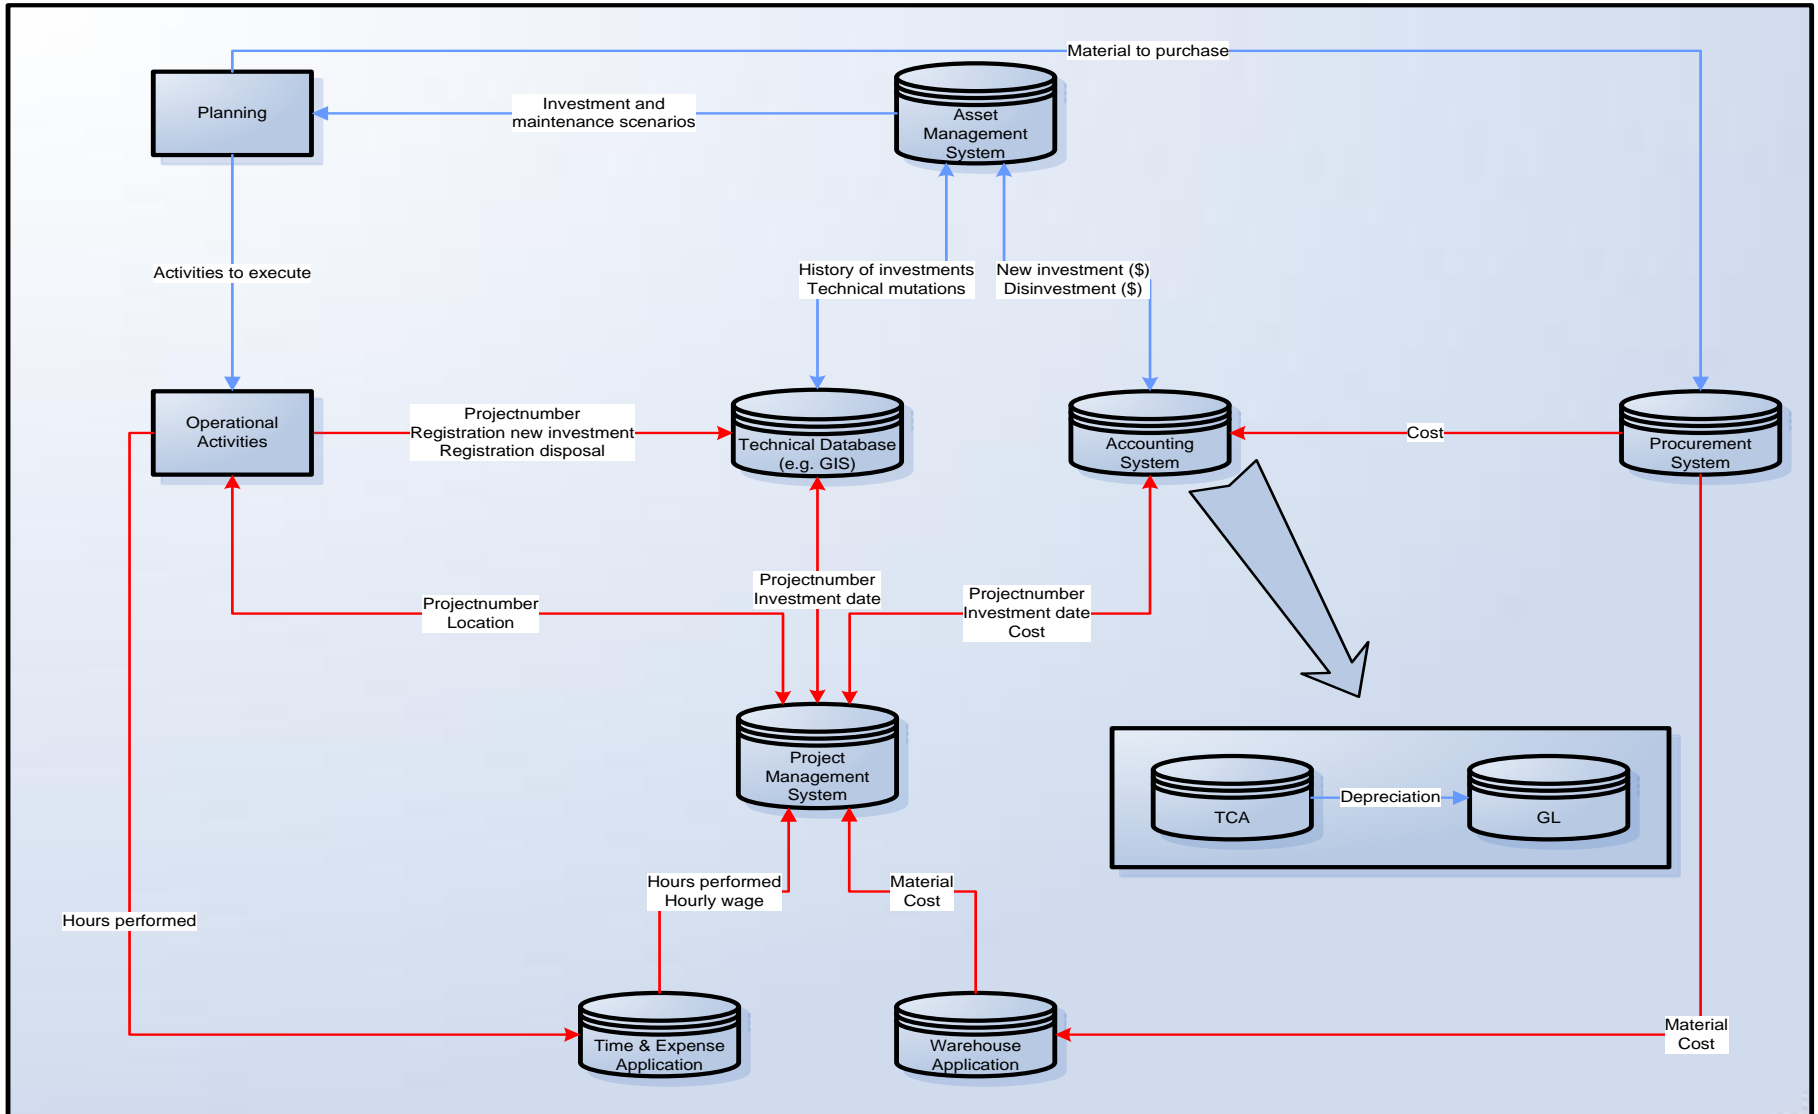 Material to purchase
Planning
Investment and
maintenance scenarios
Asset
Management
System
Activities to execute
History of investments
Technical mutations
New investment ($)
Disinvestment ($)
Operational
Activities
Projectnumber
Registration new investment
Registration disposal
Technical Database
(e.g. GIS)
Accounting
System
Cost
Procurement
System
Projectnumber
Location
Projectnumber
Investment date
Projectnumber
Investment date
Cost
Project
Management
System
TCA
Depreciation
GL
Hours performed
Hours performed
Hourly wage
Material
Cost
Time & Expense
Application
Warehouse
Application
Material
Cost